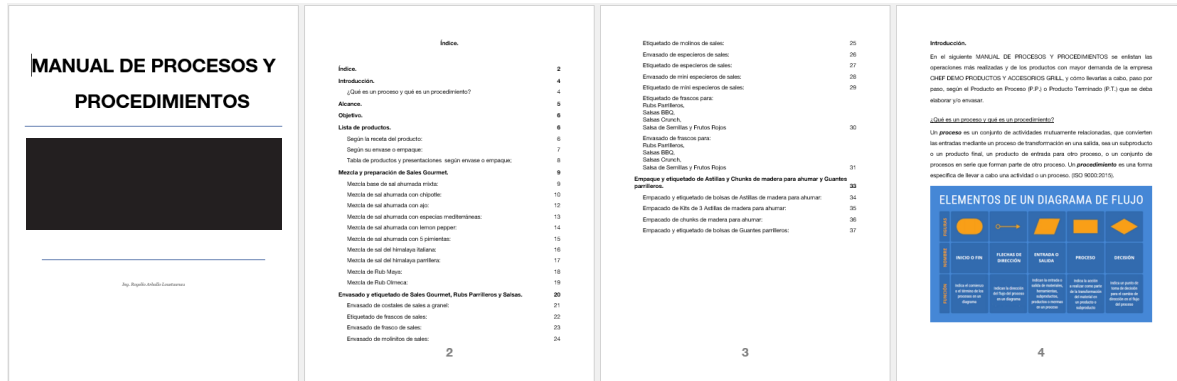 MANUAL DE PROCESOS Y
PROCEDIMIENTOS
Índice.
Índice. 2
Introducción. 4
¿Qué es un proceso y qué es un procedimiento? 4
Alcance. 5
Objetivo. 6
Lista de productos. 6
Según la receta del producto: 6
Según su envase o empaque: 7
Tabla de productos y presentaciones según envase o empaque: 8
Mezcla y preparación de Sales Gourmet. 9
Mezcla base de sal ahumada mixta: 9
Mezcla de sal ahumada con chipotle: 10
Mezcla de sal ahumada con ajo: 12
Mezcla de sal ahumada con especias mediterráneas: 13
Mezcla de sal ahumada con lemon pepper: 14
Mezcla de sal ahumada con 5 pimientas: 15
Mezcla de sal del himalaya italiana: 16
Mezcla de sal del himalaya parrillera: 17
Mezcla de Rub Maya: 18
Mezcla de Rub Olmeca: 19
Envasado y etiquetado de Sales Gourmet, Rubs Parrilleros y Salsas. 20
Envasado de costales de sales a granel: 21
Etiquetado de frascos de sales: 22
Envasado de frasco de sales: 23
Envasado de molinitos de sales: 24
2
Etiquetado de molinos de sales: 25
Envasado de especieros de sales: 26
Etiquetado de especieros de sales: 27
Envasado de mini especieros de sales: 28
Etiquetado de mini especieros de sales: 29
Etiquetado de frascos para:
Rubs Parrilleros,
Salsas BBQ,
Salsas Crunch,
Salsa de Semillas y Frutos Rojos 30
Envasado de frascos para:
Rubs Parrilleros,
Salsas BBQ,
Salsas Crunch,
Salsa de Semillas y Frutos Rojos 31
Empaque y etiquetado de Astillas y Chunks de madera para ahumar y Guantes
parrilleros. 33
Empacado y etiquetado de bolsas de Astillas de madera para ahumar: 34
Empacado de Kits de 3 Astillas de madera para ahumar: 35
Empacado de chunks de madera para ahumar: 36
Empacado y etiquetado de bolsas de Guantes parrilleros: 37
3
Introducción.
En el siguiente MANUAL DE PROCESOS Y PROCEDIMIENTOS se enlistan las
operaciones más realizadas y de los productos con mayor demanda de la empresa
CHEF DEMO PRODUCTOS Y ACCESORIOS GRILL, y cómo llevarlas a cabo, paso por
paso, según el Producto en Proceso (P.P.) o Producto Terminado (P.T.) que se deba
elaborar y/o envasar.
¿Qué es un proceso y qué es un procedimiento?
Un proceso es un conjunto de actividades mutuamente relacionadas, que convierten
las entradas mediante un proceso de transformación en una salida, sea un subproducto
o un producto final, un producto de entrada para otro proceso, o un conjunto de
procesos en serie que forman parte de otro proceso. Un procedimiento es una forma
específica de llevar a cabo una actividad o un proceso. (ISO 9000:2015).
ELEMENTOS DE UN DIAGRAMA DE FLUJO
NOMBRE
INICIO O FIN
FLECHAS DE
DIRECCIÓN
ENTRADA O
SALIDA
PROCESO
DECISIÓN
FUNCIÓN
4